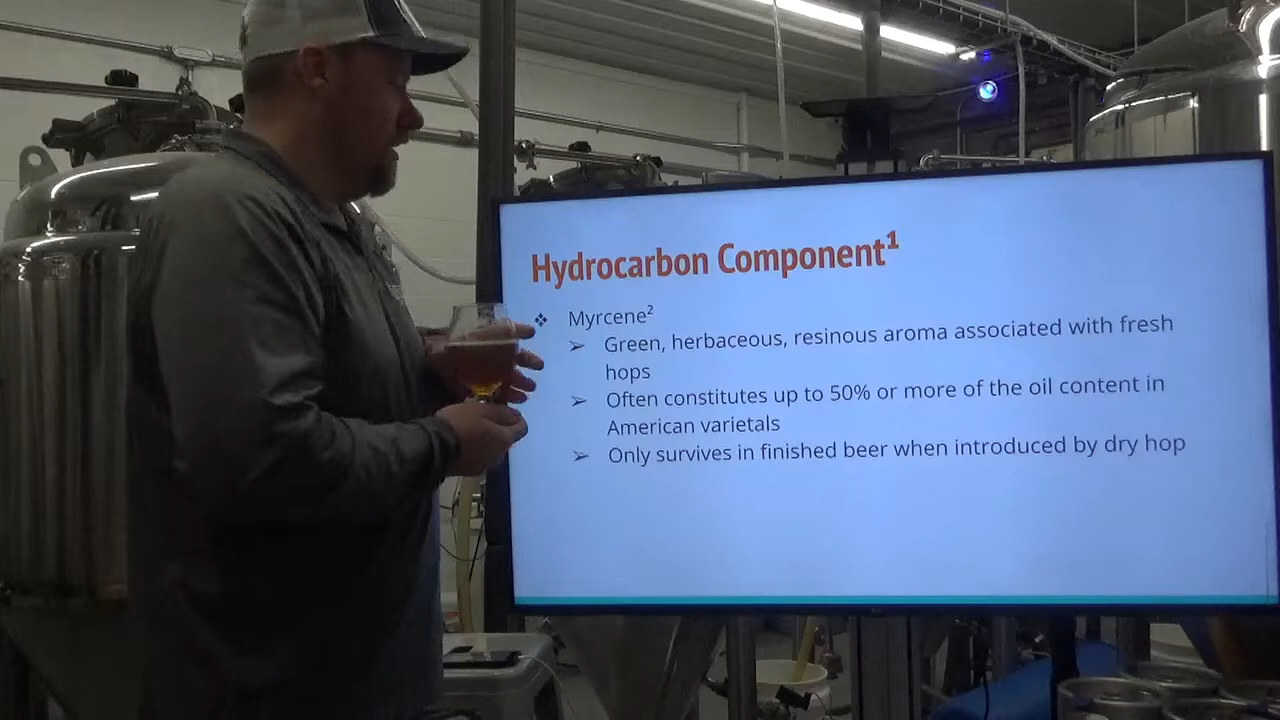 Hydrocarbon Component¹
❖ Myrcene²
➢ Green, herbaceous, resinous aroma associated with fresh
hops
➢ Often constitutes up to 50% or more of the oil content in
American varietals
➢ Only survives in finished beer when introduced by dry hop